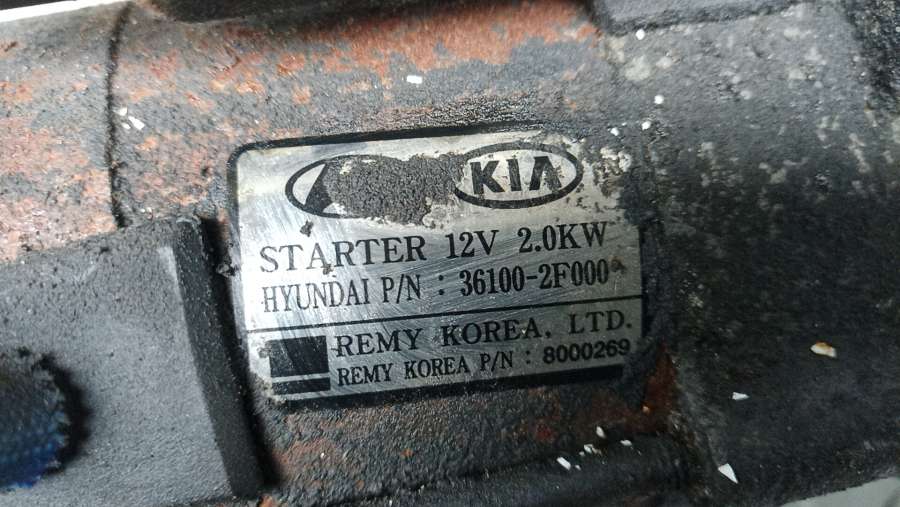 KIA
STARTER 12V 2.0KW
HYUNDAI P/N : 36100-2F000
REMY KOREA, LTD.
REMY KOREA P/N : 8000269